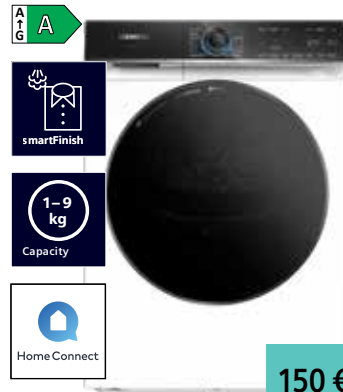 A
↑
G
A
smartFinish
1–9
kg
Capacity
Home Connect
150 €